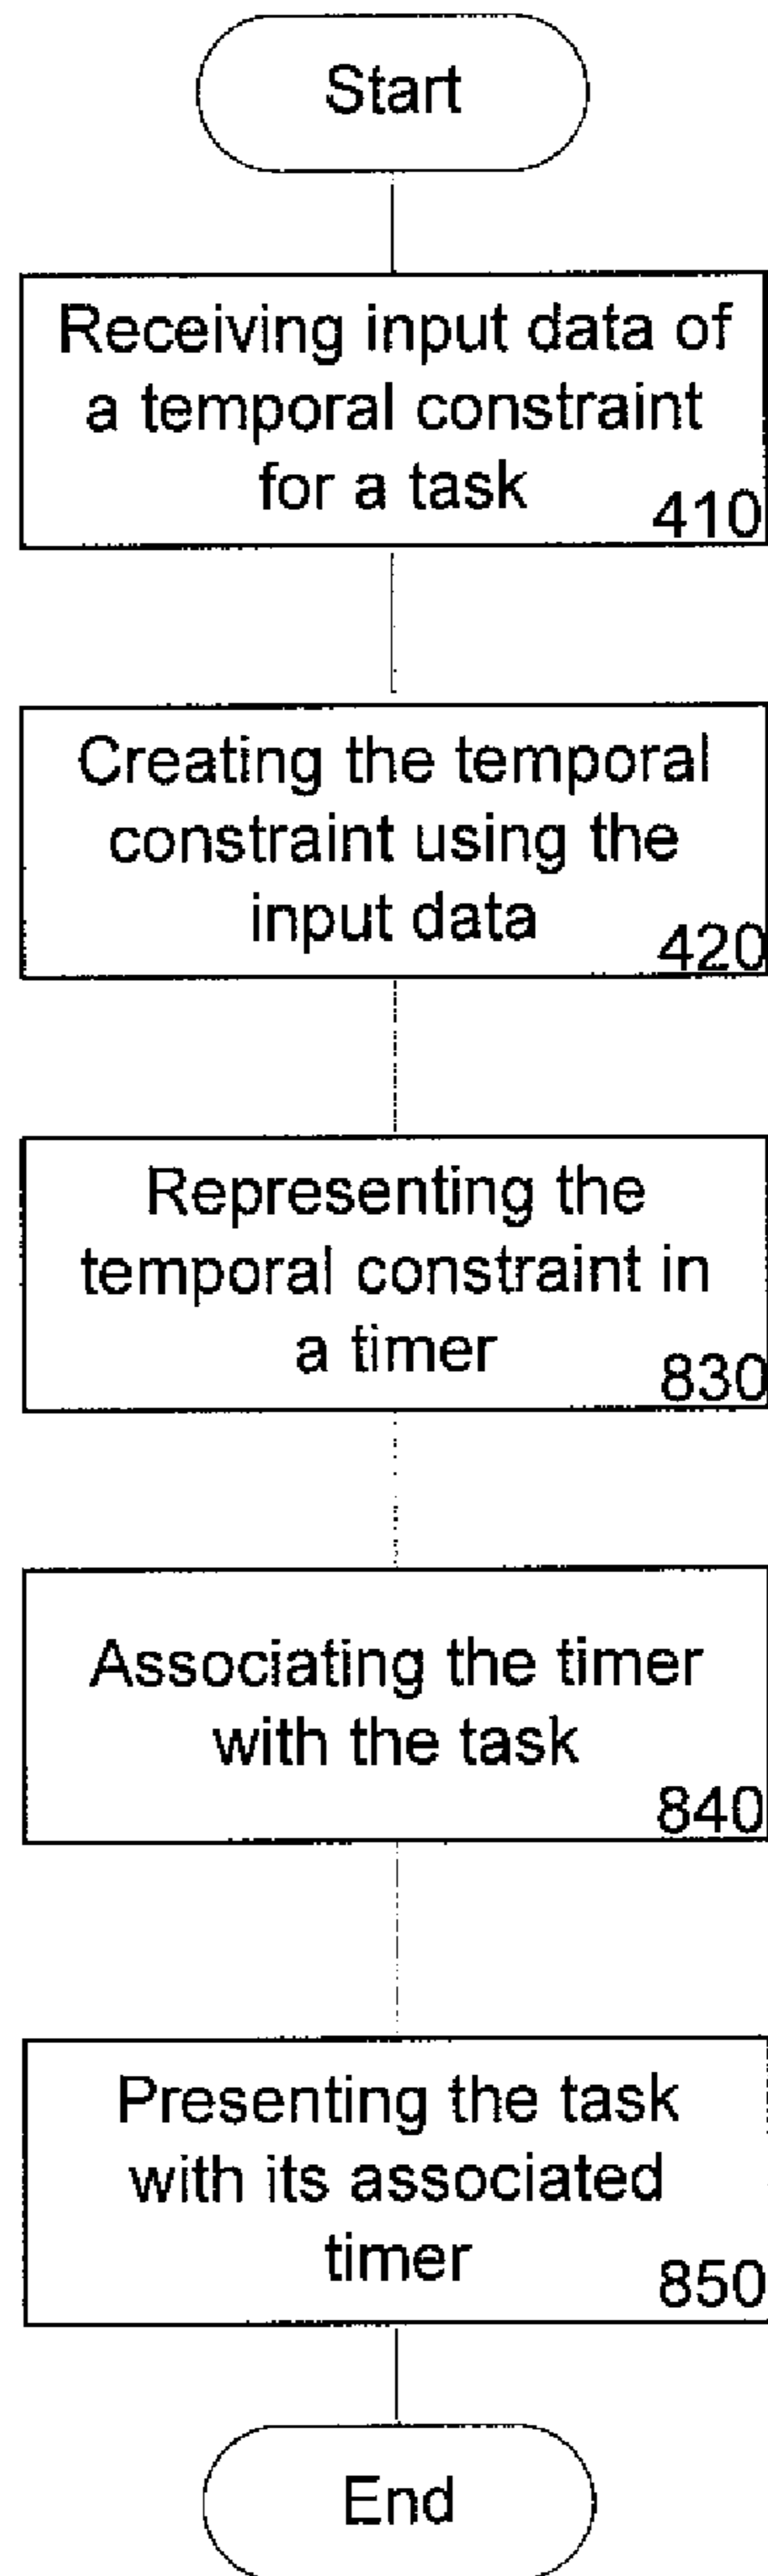 Start
Receiving input data of
a temporal constraint
for a task
410
Creating the temporal
constraint using the
input data
420
Representing the
temporal constraint in
a timer
830
Associating the timer
with the task
840
Presenting the task
with its associated
timer
850
End